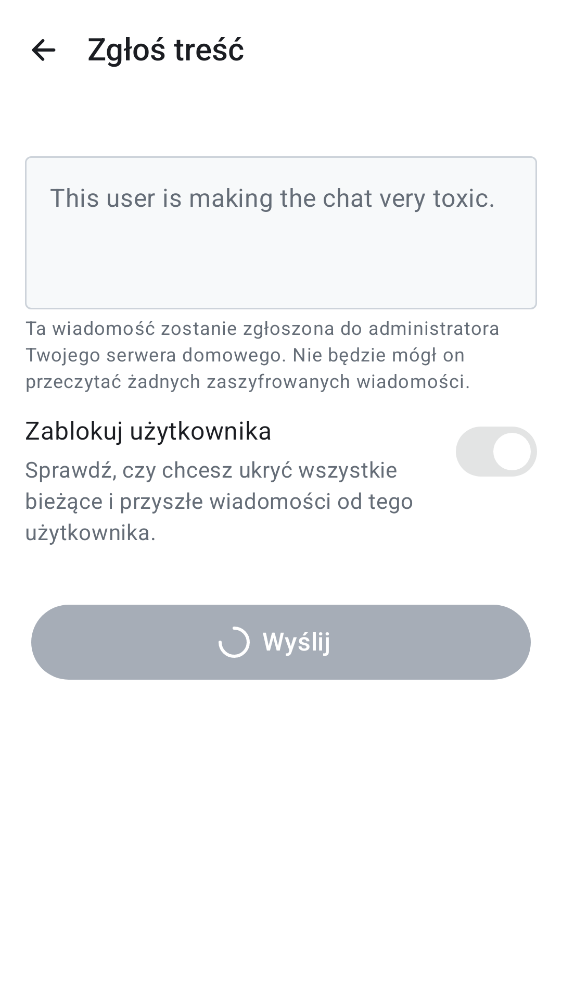 Zgłoś treść
This user is making the chat very toxic.
Ta wiadomość zostanie zgłoszona do administratora
Twojego serwera domowego. Nie będzie mógł on
przeczytać żadnych zaszyfrowanych wiadomości.
Zablokuj użytkownika
Sprawdź, czy chcesz ukryć wszystkie
bieżące i przyszłe wiadomości od tego
użytkownika.
Wyślij